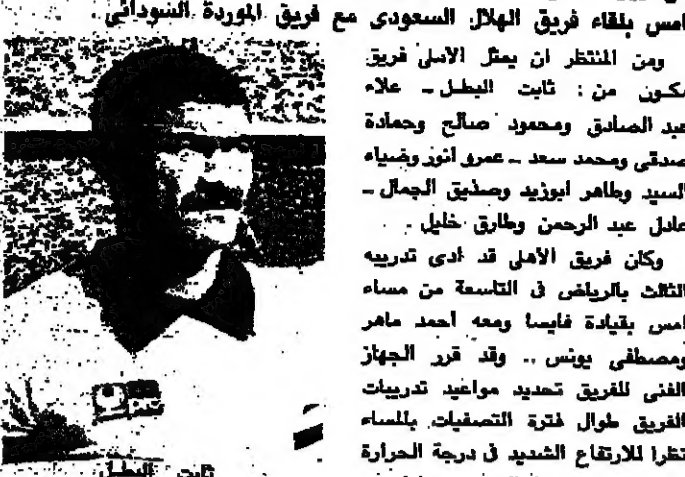 امس بلقاء فريق الهلال السعودى مع فريق الموردة السودانى
ومن المنتظر ان يمثل الاهلى فريق
مكون من : ثابت البطل ـ علاء
عبد الصادق ومحمود صالح وحمادة
صدقى ومحمد سعد ـ عمرو انور وضياء
السيد وطاهر ابوزيد وصديق الجمال ـ
عادل عبد الرحمن وطارق خليل .
وكان فريق الأهلى قد ادى تدريبه
الثالث بالرياض فى التاسعة من مساء
امس بقيادة فايسا ومعه أحمد ماهر
ومصطفى يونس .. وقد قرر الجهاز
الفنى للفريق تحديد مواعيد تدريبات
الفريق طوال فترة التصفيات بالمساء
نظرا للارتفاع الشديد فى درجة الحرارة
ثابت البطل